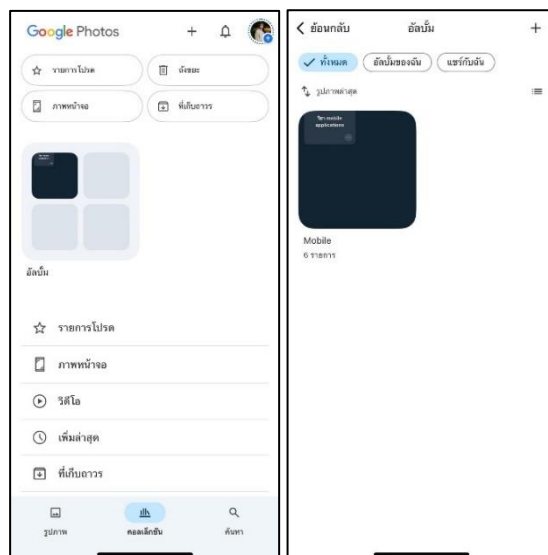 Google Photos
รายการโปรด
ถังขยะ
ภาพหน้าจอ
ที่เก็บถาวร
อัลบั้ม
รายการโปรด
ภาพหน้าจอ
วิดีโอ
เพิ่มล่าสุด
ที่เก็บถาวร
รูปภาพ
คอลเล็กชัน
ค้นหา
ย้อนกลับ
อัลบั้ม
ทั้งหมด
อัลบั้มของฉัน
แชร์กับฉัน
รูปภาพล่าสุด
วิชา mobile
applications
Mobile
6 รายการ